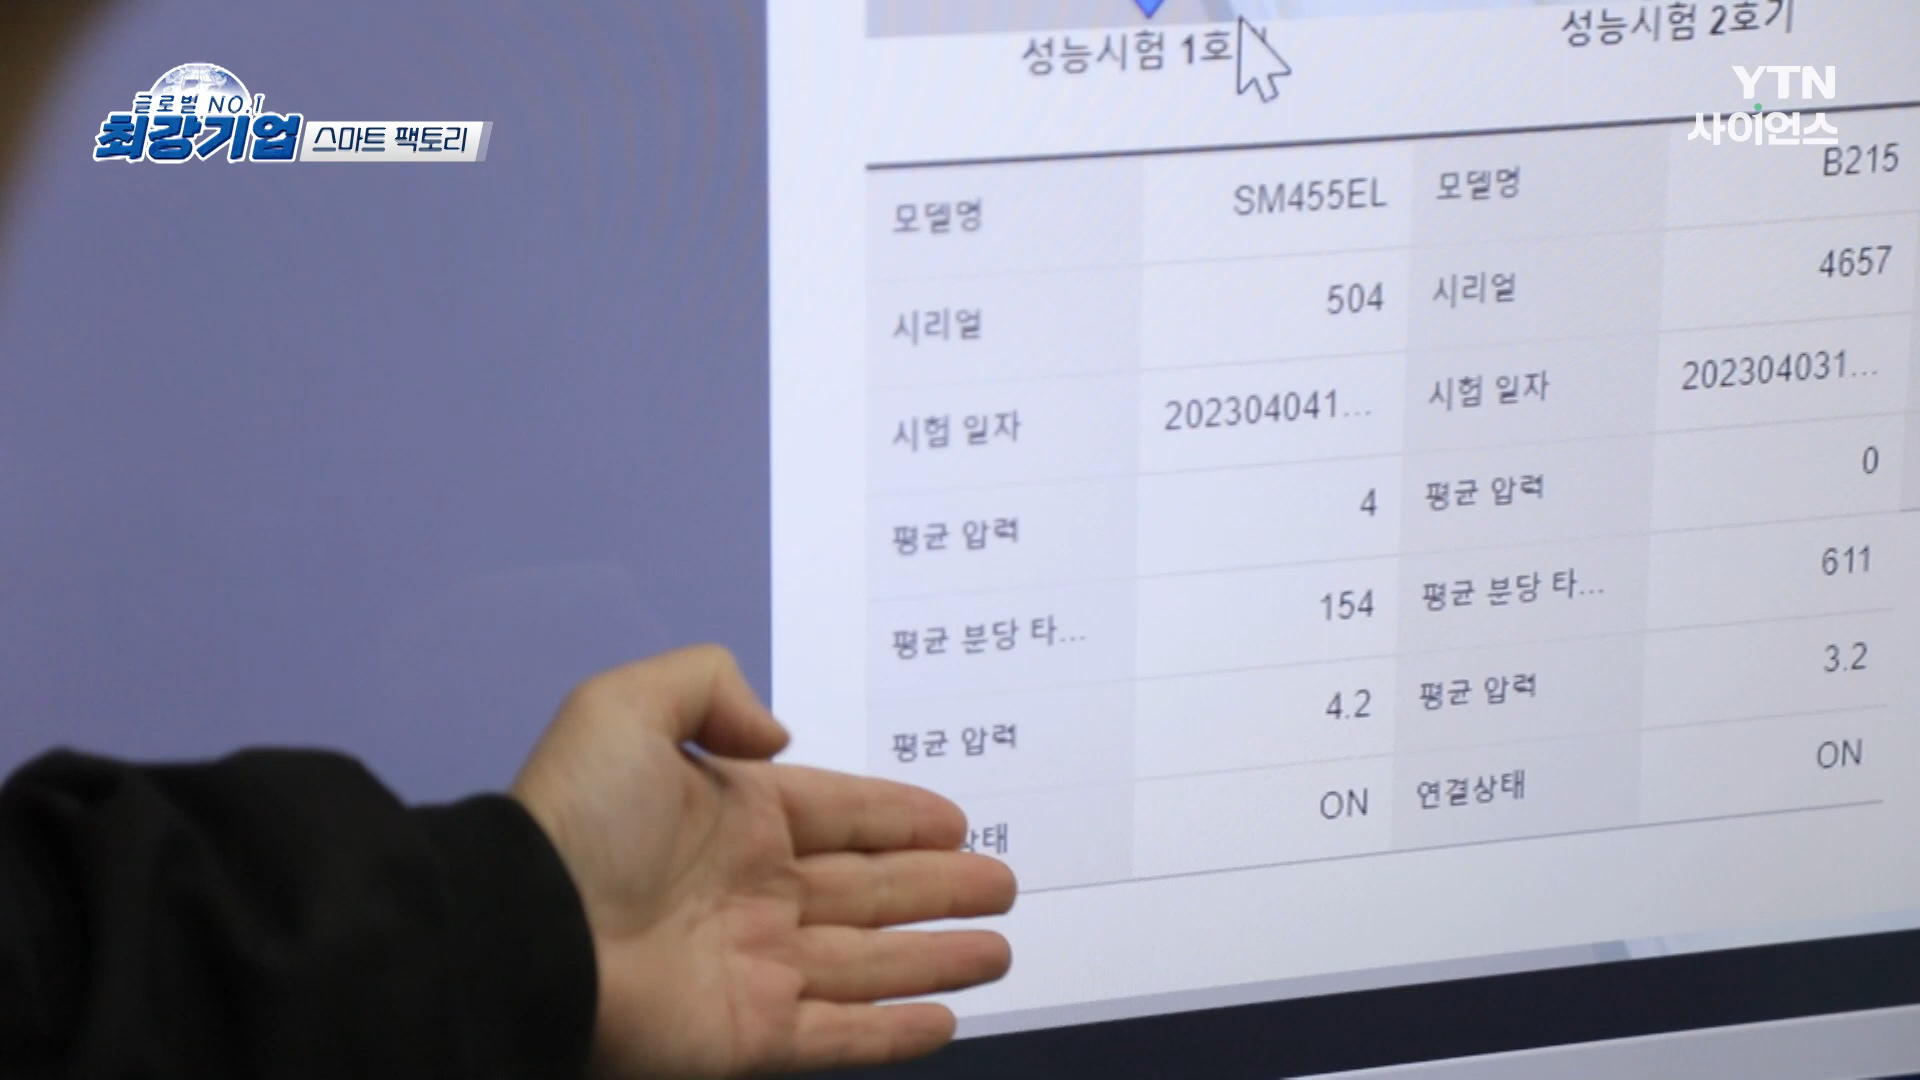 글로벌 NO.1
최강기업 스마트 팩토리
YTN
사이언스
성능시험 1호 성능시험 2호기
모델명 SM455EL 모델명 B215
시리얼 504 시리얼 4657
시험 일자 202304041... 시험 일자 202304031...
평균 압력 4 평균 압력 0
평균 분당 타... 154 평균 분당 타... 611
평균 압력 4.2 평균 압력 3.2
상태 ON 연결상태 ON